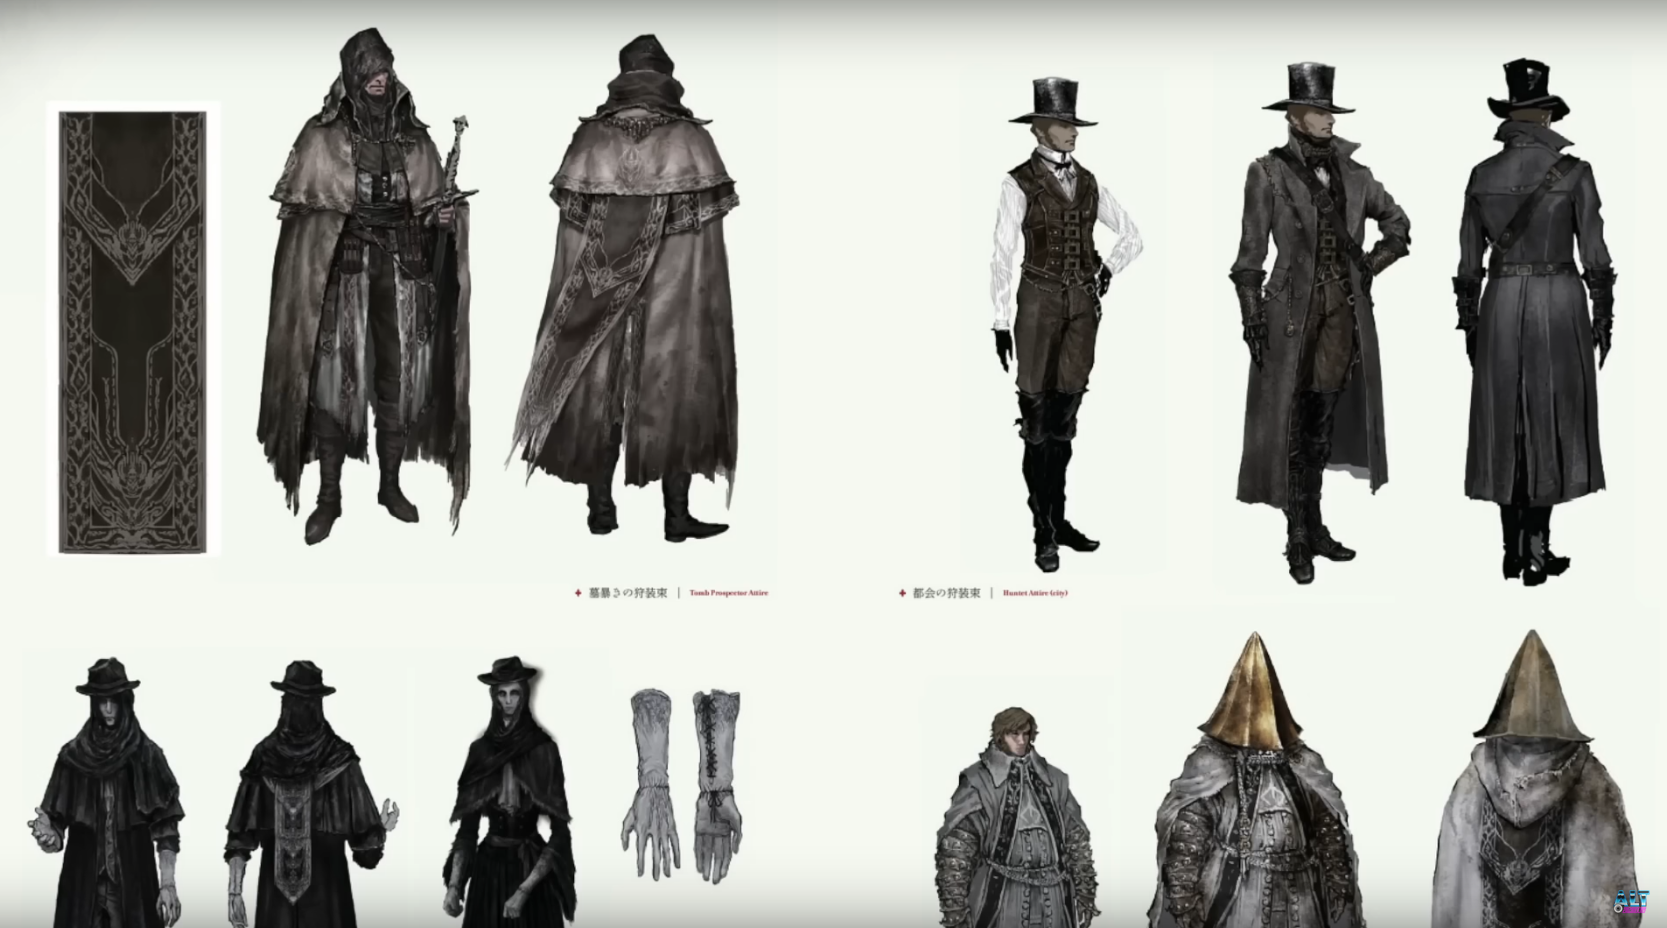 墓暴きの狩装束 | Tomb Prospector Attire
都会の狩装束 | Hunter Attire (city)
ALT